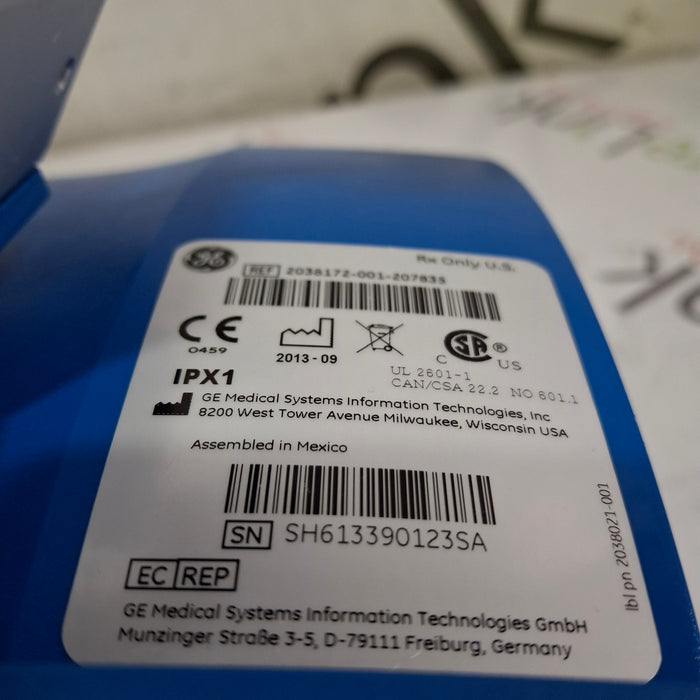 GE
Rx Only U.S.
REF 2038172-001-207835
CE
0459
2013-09
C SA ® US
UL 2601-1
CAN/CSA 22.2 NO 601.1
IPX1
GE Medical Systems Information Technologies, Inc
8200 West Tower Avenue Milwaukee, Wisconsin USA
Assembled in Mexico
SN SH613390123SA
EC REP
GE Medical Systems Information Technologies GmbH
Munzinger Straße 3-5, D-79111 Freiburg, Germany
lbl pn 2038021-001